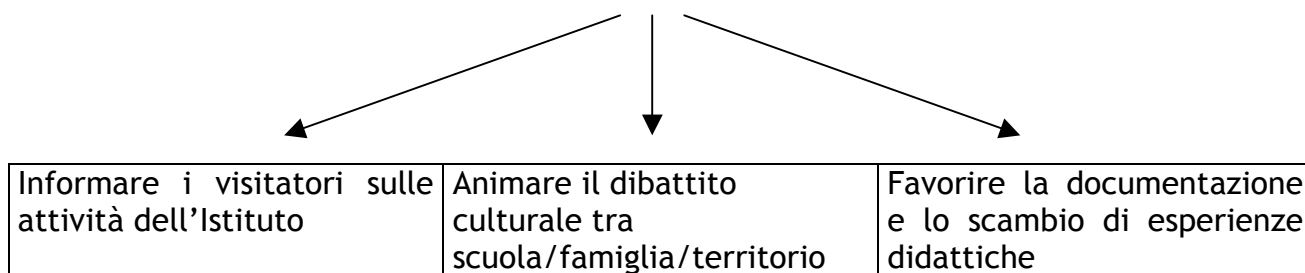 Informare i visitatori sulle
attività dell’Istituto
Animare il dibattito
culturale tra
scuola/famiglia/territorio
Favorire la documentazione
e lo scambio di esperienze
didattiche